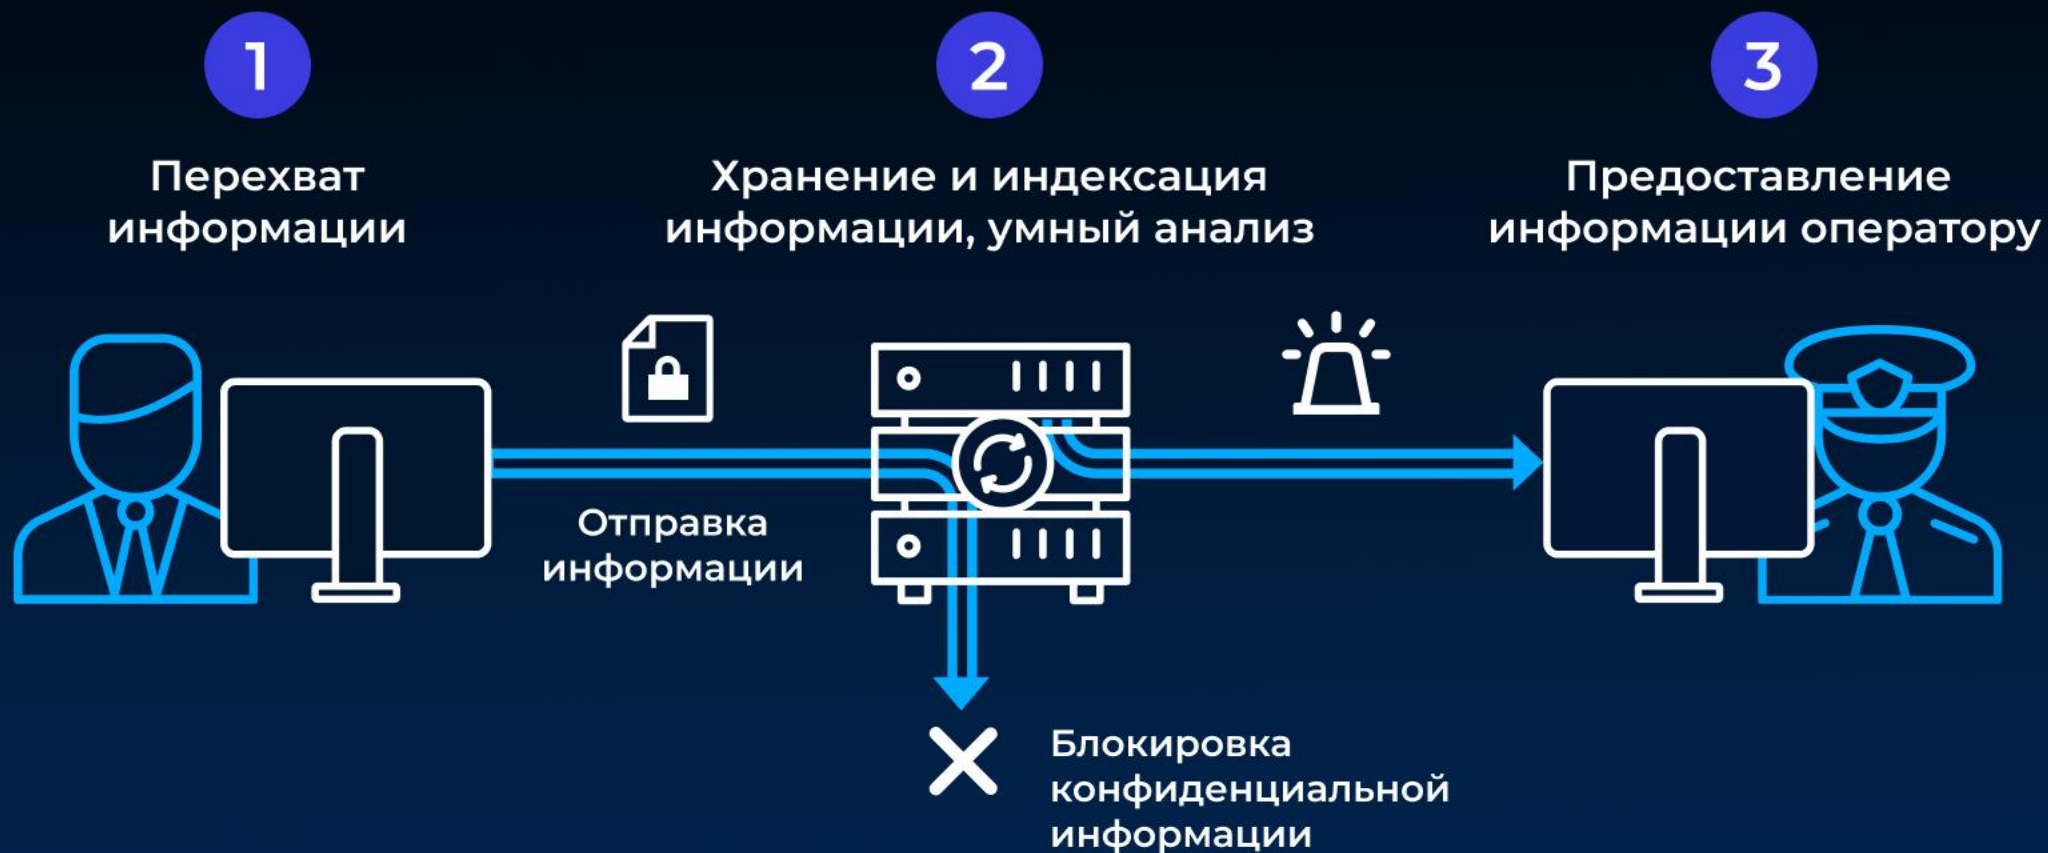 1
Перехват
информации
2
Хранение и индексация
информации, умный анализ
3
Предоставление
информации оператору
Отправка
информации
Блокировка
конфиденциальной
информации